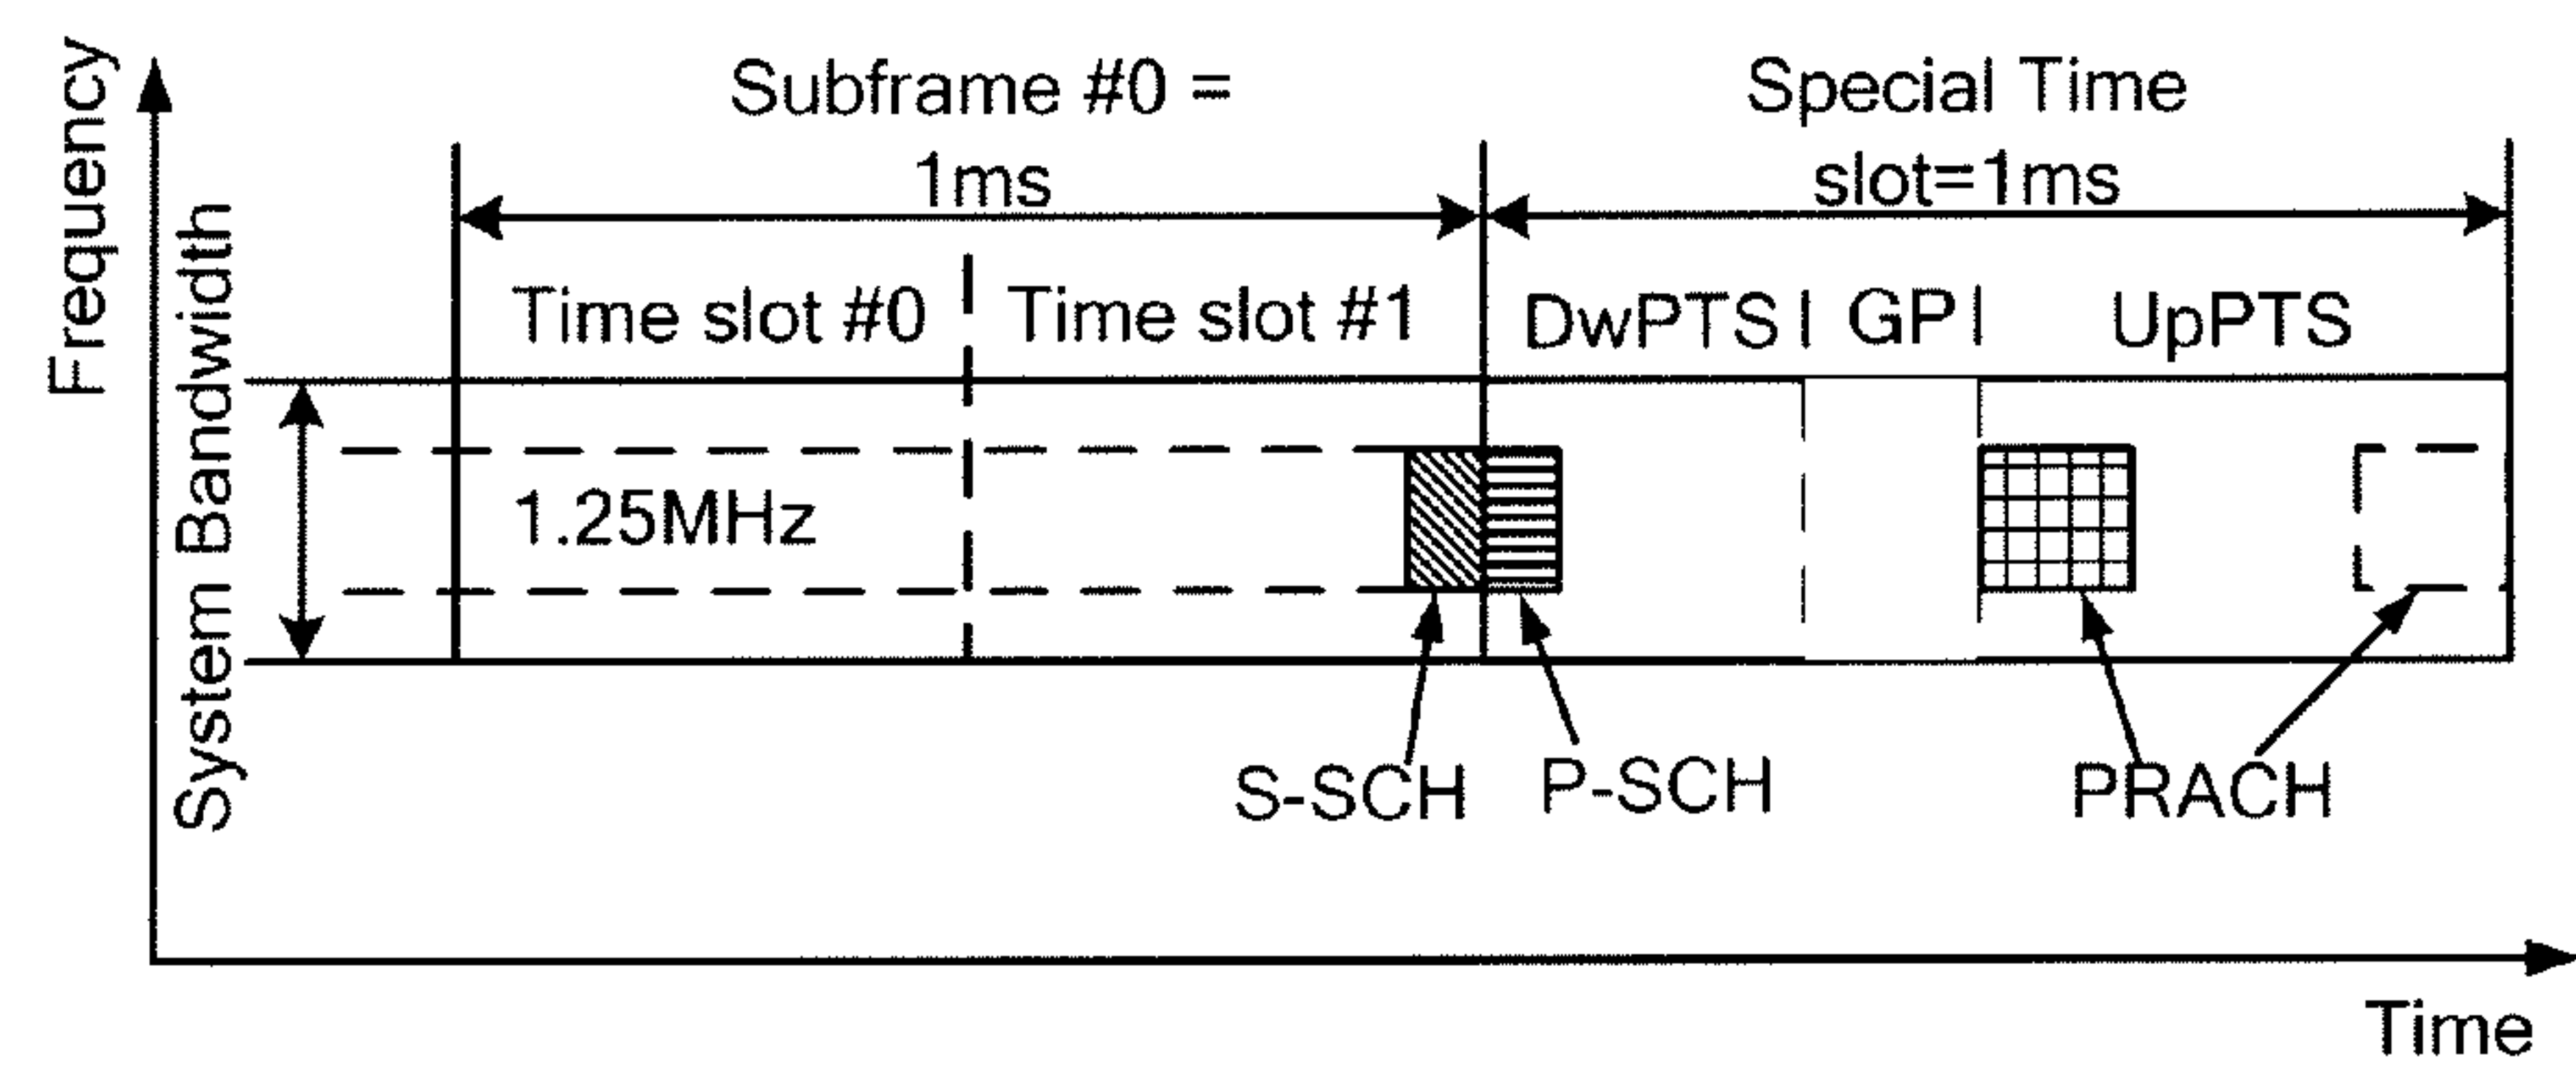 Frequency
System Bandwidth
Subframe #0 =
1ms
Special Time
slot=1ms
Time slot #0
Time slot #1
DwPTS
GP
UpPTS
1.25MHz
S-SCH
P-SCH
PRACH
Time